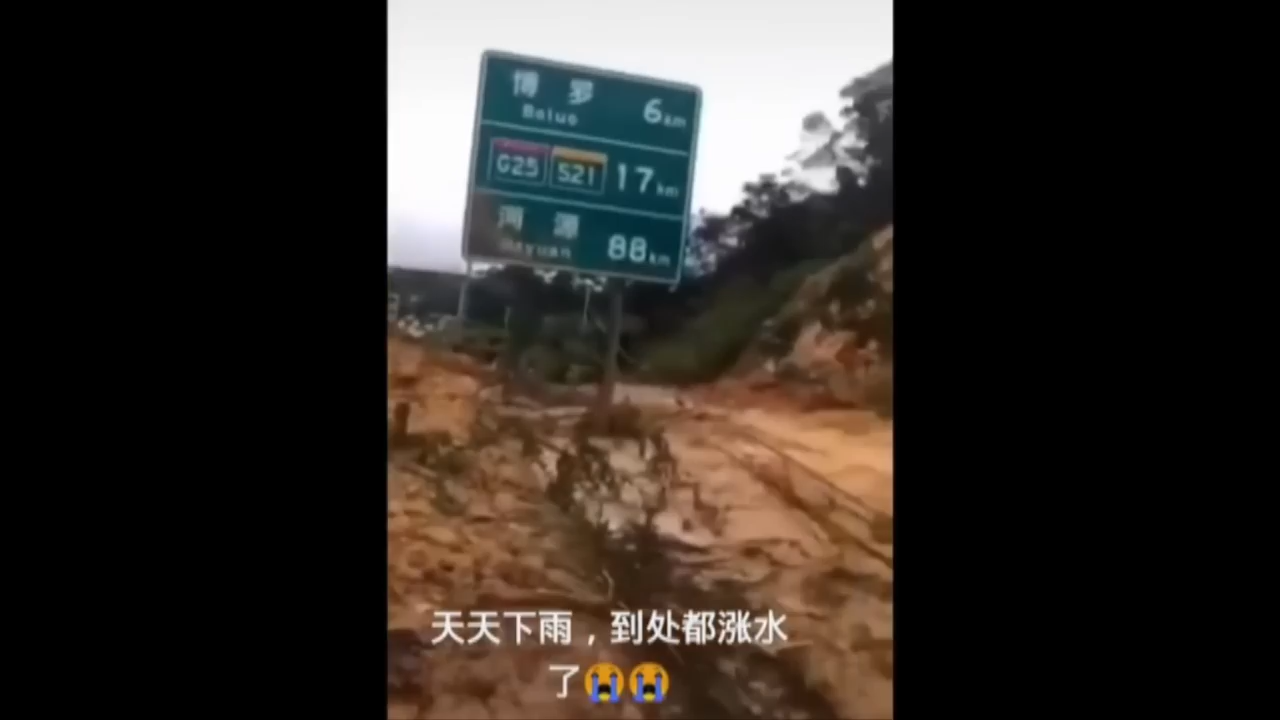 博 罗 6km
Boluo
G25 S21 17km
河 源 88km
Heyuan
天天下雨，到处都涨水
了😭😭